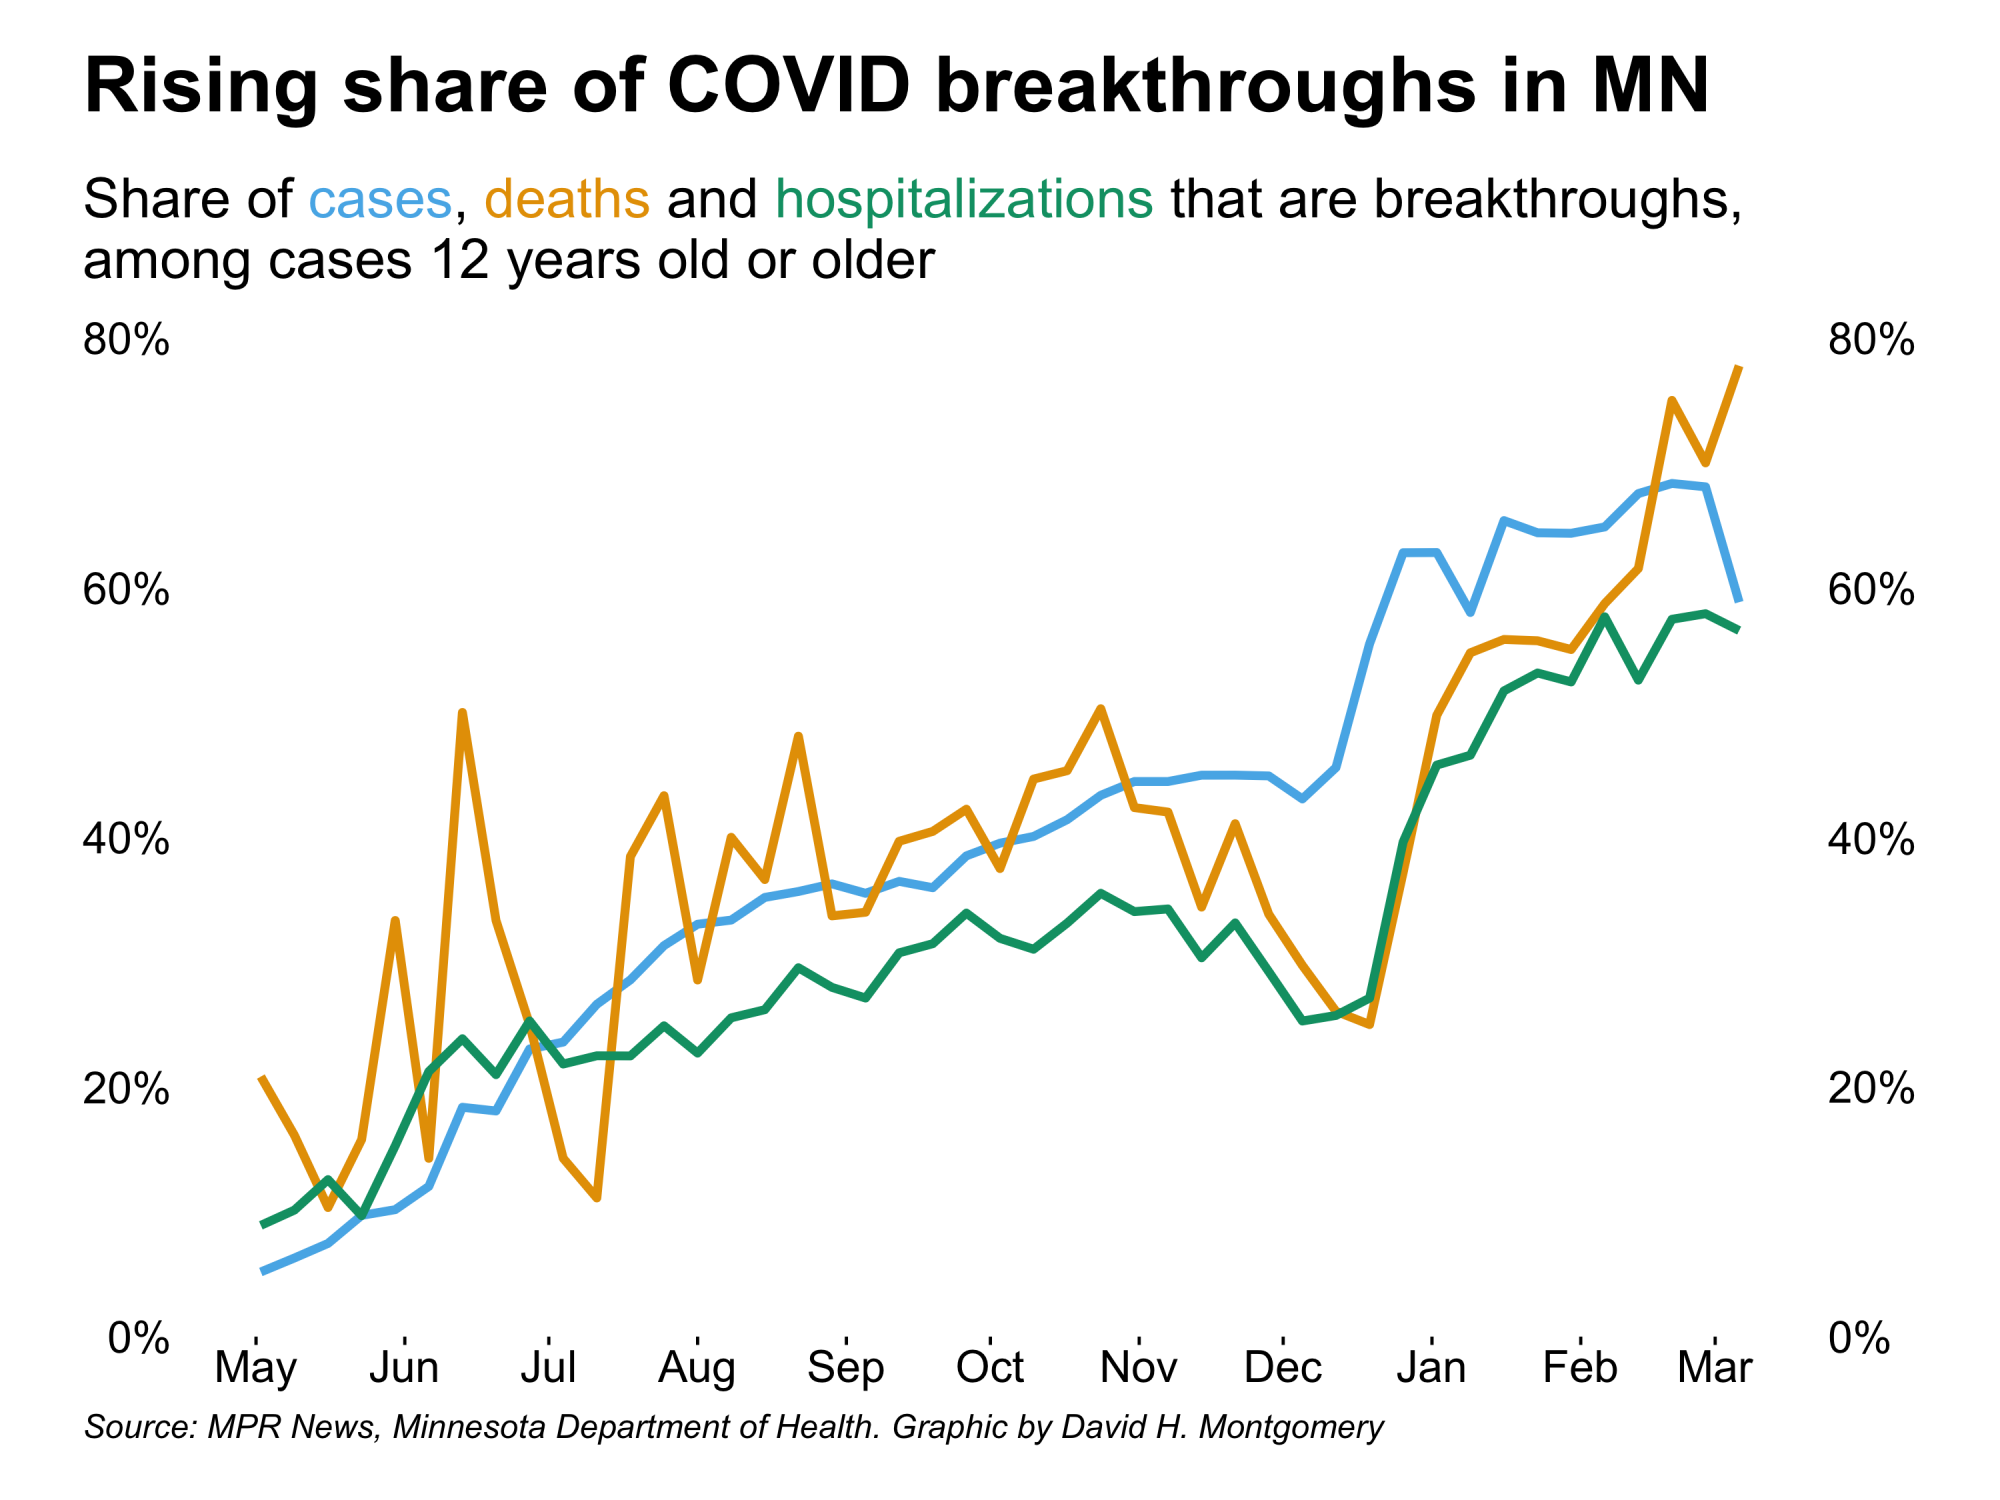 Rising share of COVID breakthroughs in MN
Share of cases, deaths and hospitalizations that are breakthroughs,
among cases 12 years old or older
80% 80%
60% 60%
40% 40%
20% 20%
0% 0%
May Jun Jul Aug Sep Oct Nov Dec Jan Feb Mar
Source: MPR News, Minnesota Department of Health. Graphic by David H. Montgomery